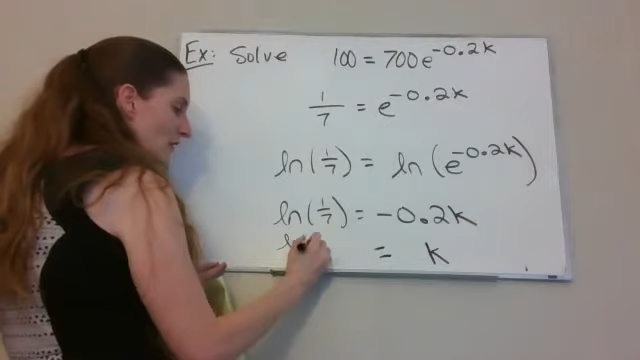 Ex: Solve 100 = 700e^-0.2k
1/7 = e^-0.2k
ln(1/7) = ln(e^-0.2k)
ln(1/7) = -0.2k
= k